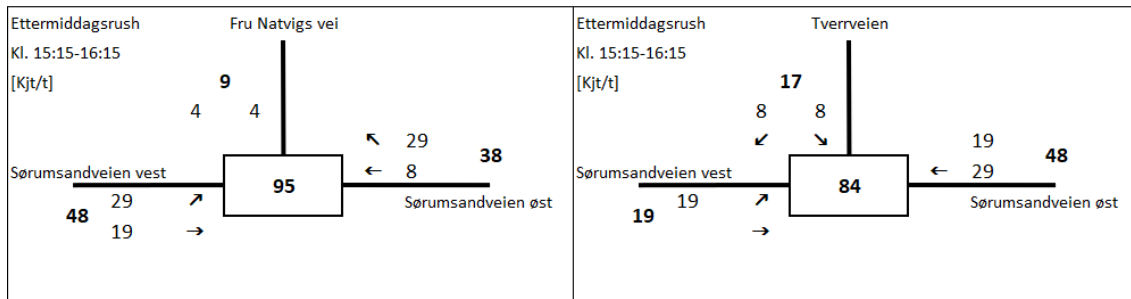 Ettermiddagsrush
Fru Natvigs vei
Kl. 15:15-16:15
[Kjt/t]
9
4 4
↖ 29
38
← 8
Sørumsandveien vest
95
Sørumsandveien øst
29 ↗
48
19 →
Ettermiddagsrush
Tverrveien
Kl. 15:15-16:15
[Kjt/t]
17
8 8
↙ ↘
19
48
← 29
Sørumsandveien vest
84
Sørumsandveien øst
19 ↗
19
→